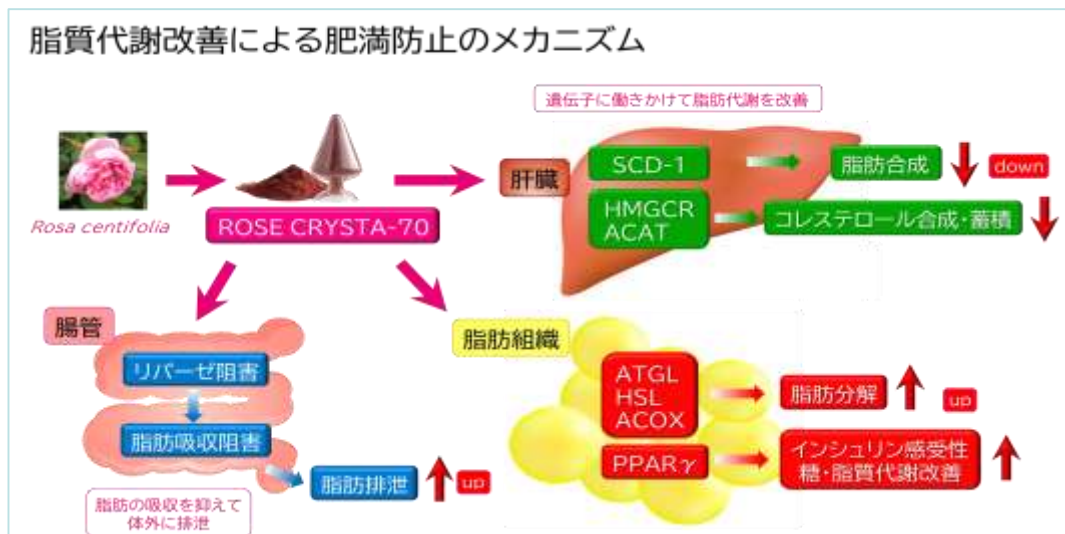 脂質代謝改善による肥満防止のメカニズム
遺伝子に働きかけて脂肪代謝を改善
Rosa centifolia
ROSE CRYSTA-70
肝臓
SCD-1
脂肪合成
down
HMGCR
ACAT
コレステロール合成・蓄積
腸管
リパーゼ阻害
脂肪吸収阻害
脂肪排泄
up
脂肪の吸収を抑えて
体外に排泄
脂肪組織
ATGL
HSL
ACOX
脂肪分解
up
PPARγ
インシュリン感受性
糖・脂質代謝改善